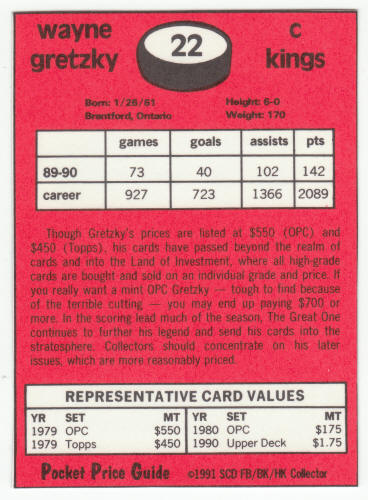 wayne gretzky
22
c kings
Born: 1/26/61 Height: 6-0
Brantford, Ontario Weight: 170
games goals assists pts
89-90 73 40 102 142
career 927 723 1366 2089
Though Gretzky's prices are listed at $550 (OPC) and
$450 (Topps), his cards have passed beyond the realm of
cards and into the Land of Investment, where all high-grade
cards are bought and sold on an individual grade and price. If
you really want a mint OPC Gretzky — tough to find because
of the terrible cutting — you may end up paying $700 or
more. In the scoring lead much of the season, The Great One
continues to further his legend and send his cards into the
stratosphere. Collectors should concentrate on his later
issues, which are more reasonably priced.
REPRESENTATIVE CARD VALUES
YR SET MT YR SET MT
1979 OPC $550 1980 OPC $175
1979 Topps $450 1990 Upper Deck $1.75
Pocket Price Guide ©1991 SCD FB/BK/HK Collector